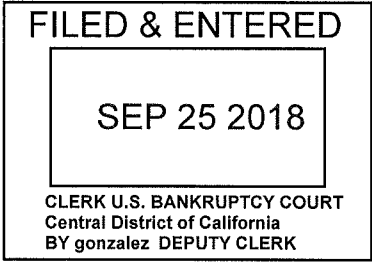 FILED & ENTERED
SEP 25 2018
CLERK U.S. BANKRUPTCY COURT
Central District of California
BY gonzalez DEPUTY CLERK